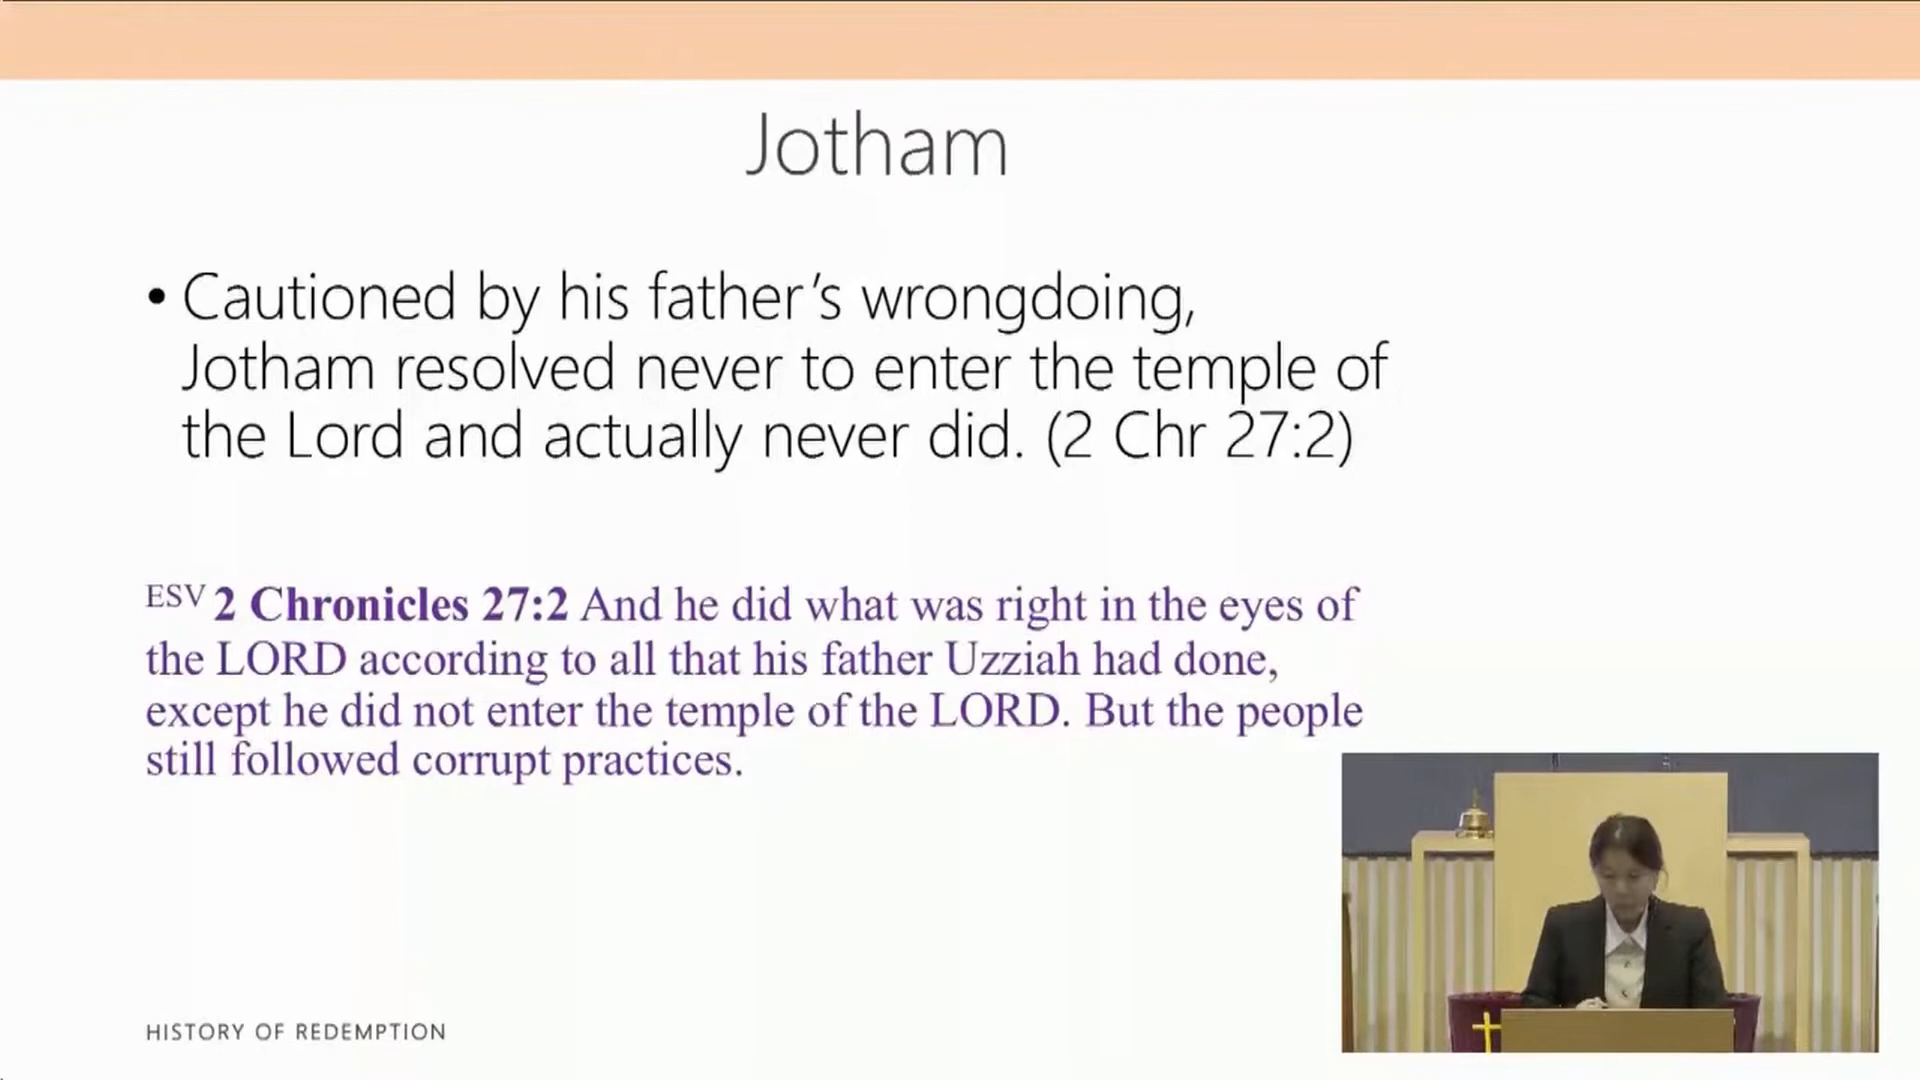 Jotham
• Cautioned by his father's wrongdoing,
Jotham resolved never to enter the temple of
the Lord and actually never did. (2 Chr 27:2)
ESV 2 Chronicles 27:2 And he did what was right in the eyes of
the LORD according to all that his father Uzziah had done,
except he did not enter the temple of the LORD. But the people
still followed corrupt practices.
HISTORY OF REDEMPTION